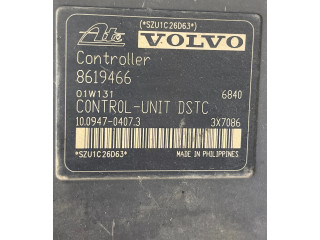 (*SZU1C26D63*)
Ate VOLVO
Controller
8619466
01W131 6840
CONTROL-UNIT DSTC
10.0947-0407.3 3X7086
*SZU1C26D63* MADE IN PHILIPPINES